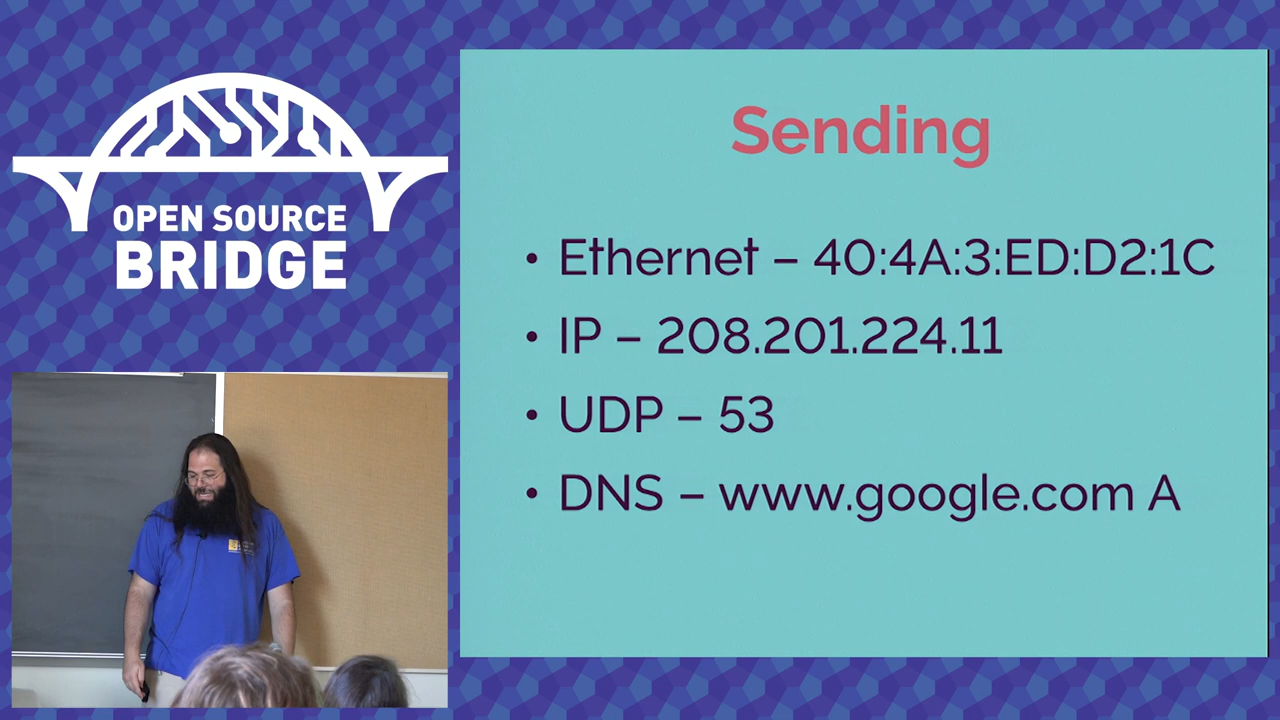 OPEN SOURCE
BRIDGE
Sending
• Ethernet – 40:4A:3:ED:D2:1C
• IP – 208.201.224.11
• UDP – 53
• DNS – www.google.com A